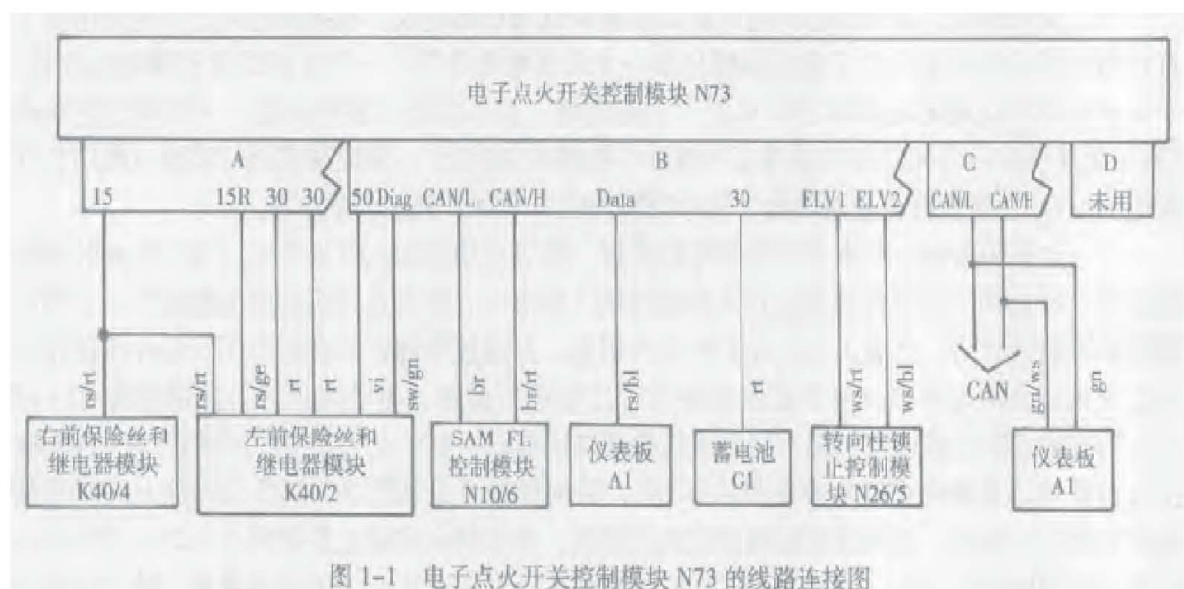 电子点火开关控制模块 N73
A
B
C
D
15
15R 30 30
50 Diag CAN/L CAN/H
Data
30
ELV1 ELV2
CAN/L CAN/H
未用
rs/rt
rs/rt
rs/ge
rt
rt
vi
sw/gn
br
br/rt
rs/bl
rt
ws/rt
ws/bl
CAN
gn/ws
gn
右前保险丝和
继电器模块
K40/4
左前保险丝和
继电器模块
K40/2
SAM FL
控制模块
N10/6
仪表板
A1
蓄电池
G1
转向柱锁
止控制模
块 N26/5
仪表板
A1
图 1-1 电子点火开关控制模块 N73 的线路连接图